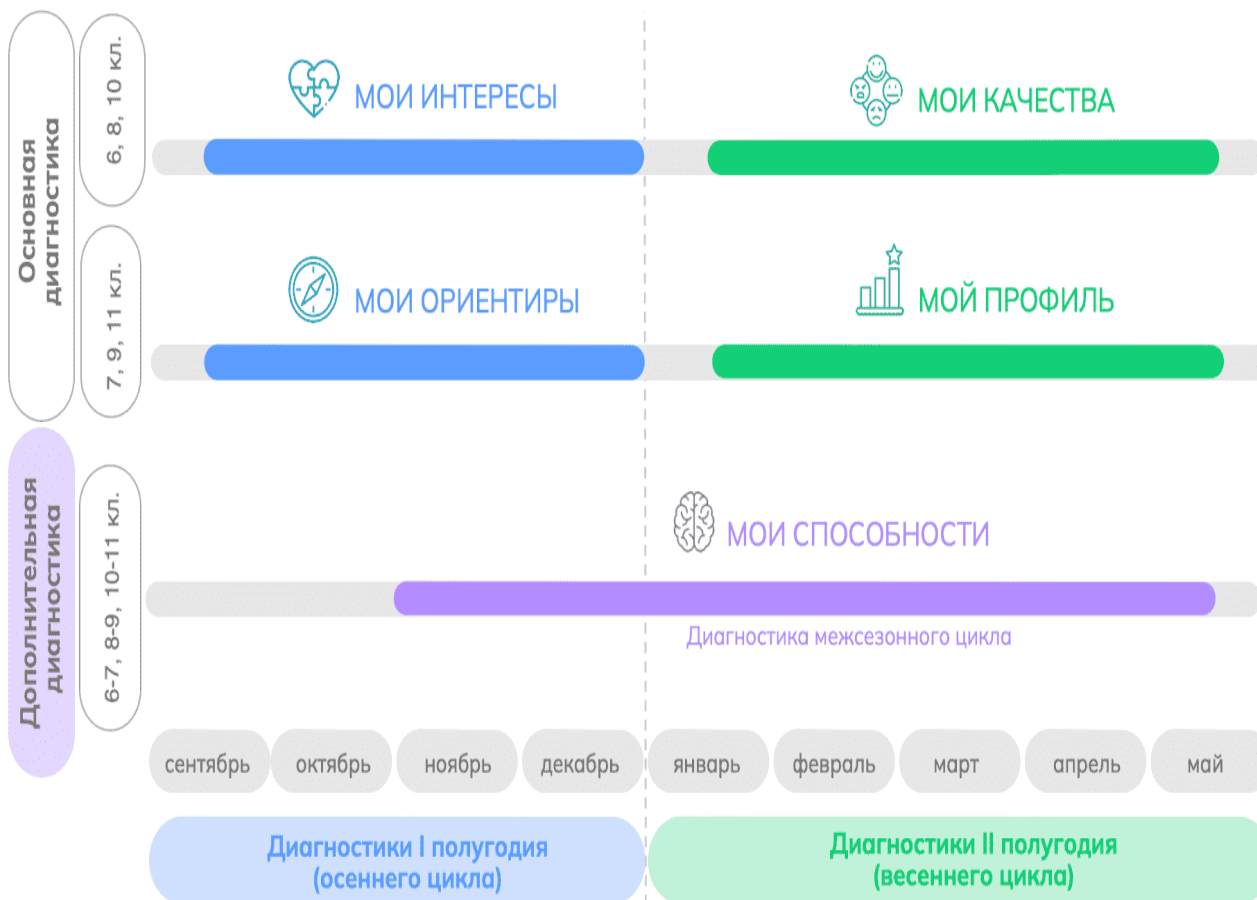 Основная
диагностика
6, 8, 10 кл.
МОИ ИНТЕРЕСЫ
МОИ КАЧЕСТВА
7, 9, 11 кл.
МОИ ОРИЕНТИРЫ
МОЙ ПРОФИЛЬ
Дополнительная
диагностика
6-7, 8-9, 10-11 кл.
МОИ СПОСОБНОСТИ
Диагностика межсезонного цикла
сентябрь октябрь ноябрь декабрь январь февраль март апрель май
Диагностики I полугодия
(осеннего цикла)
Диагностики II полугодия
(весеннего цикла)